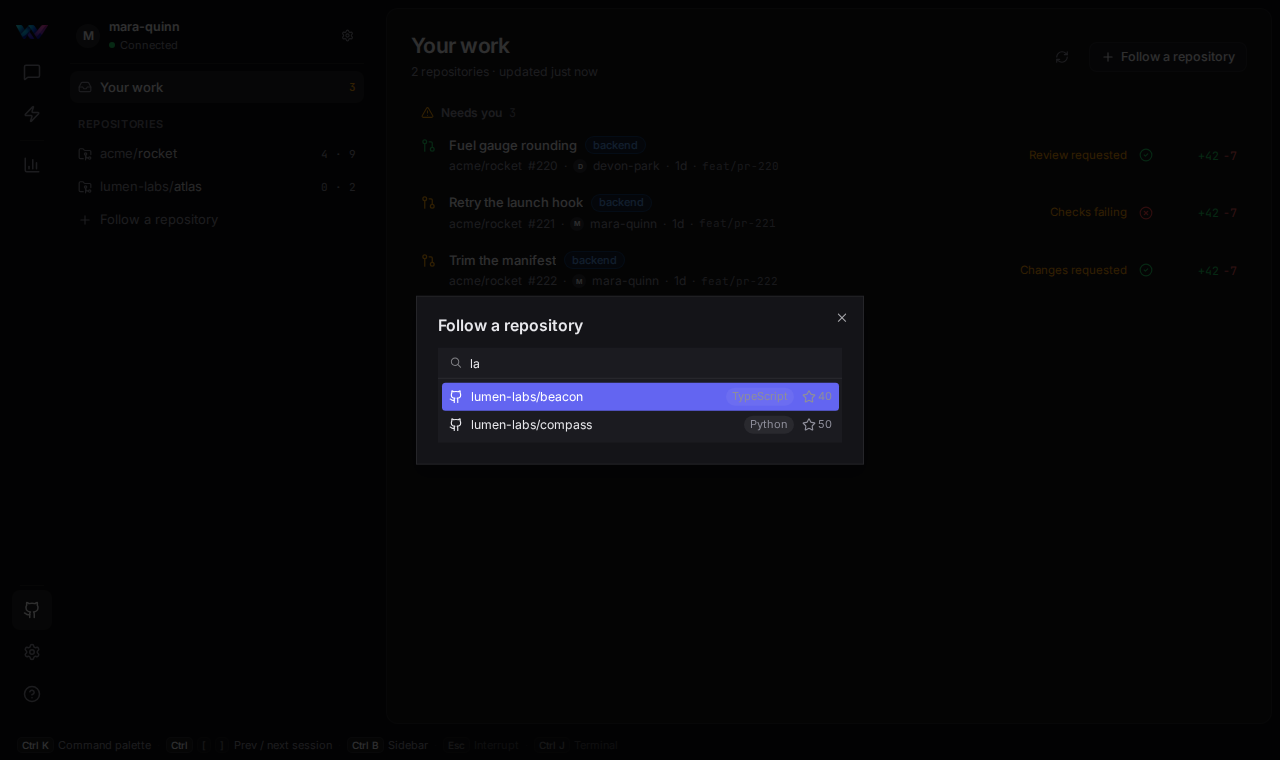 mara-quinn
Connected
Your work 3
REPOSITORIES
acme/rocket 4 · 9
lumen-labs/atlas 0 · 2
Follow a repository
Your work
2 repositories · updated just now
Follow a repository
Needs you 3
Fuel gauge rounding backend
acme/rocket #220 · D devon-park · 1d · feat/pr-220
Review requested +42 -7
Retry the launch hook backend
acme/rocket #221 · M mara-quinn · 1d · feat/pr-221
Checks failing +42 -7
Trim the manifest backend
acme/rocket #222 · M mara-quinn · 1d · feat/pr-222
Changes requested +42 -7
Follow a repository
la
lumen-labs/beacon TypeScript 40
lumen-labs/compass Python 50
M
Ctrl K Command palette Ctrl [ ] Prev / next session Ctrl B Sidebar Esc Interrupt Ctrl J Terminal